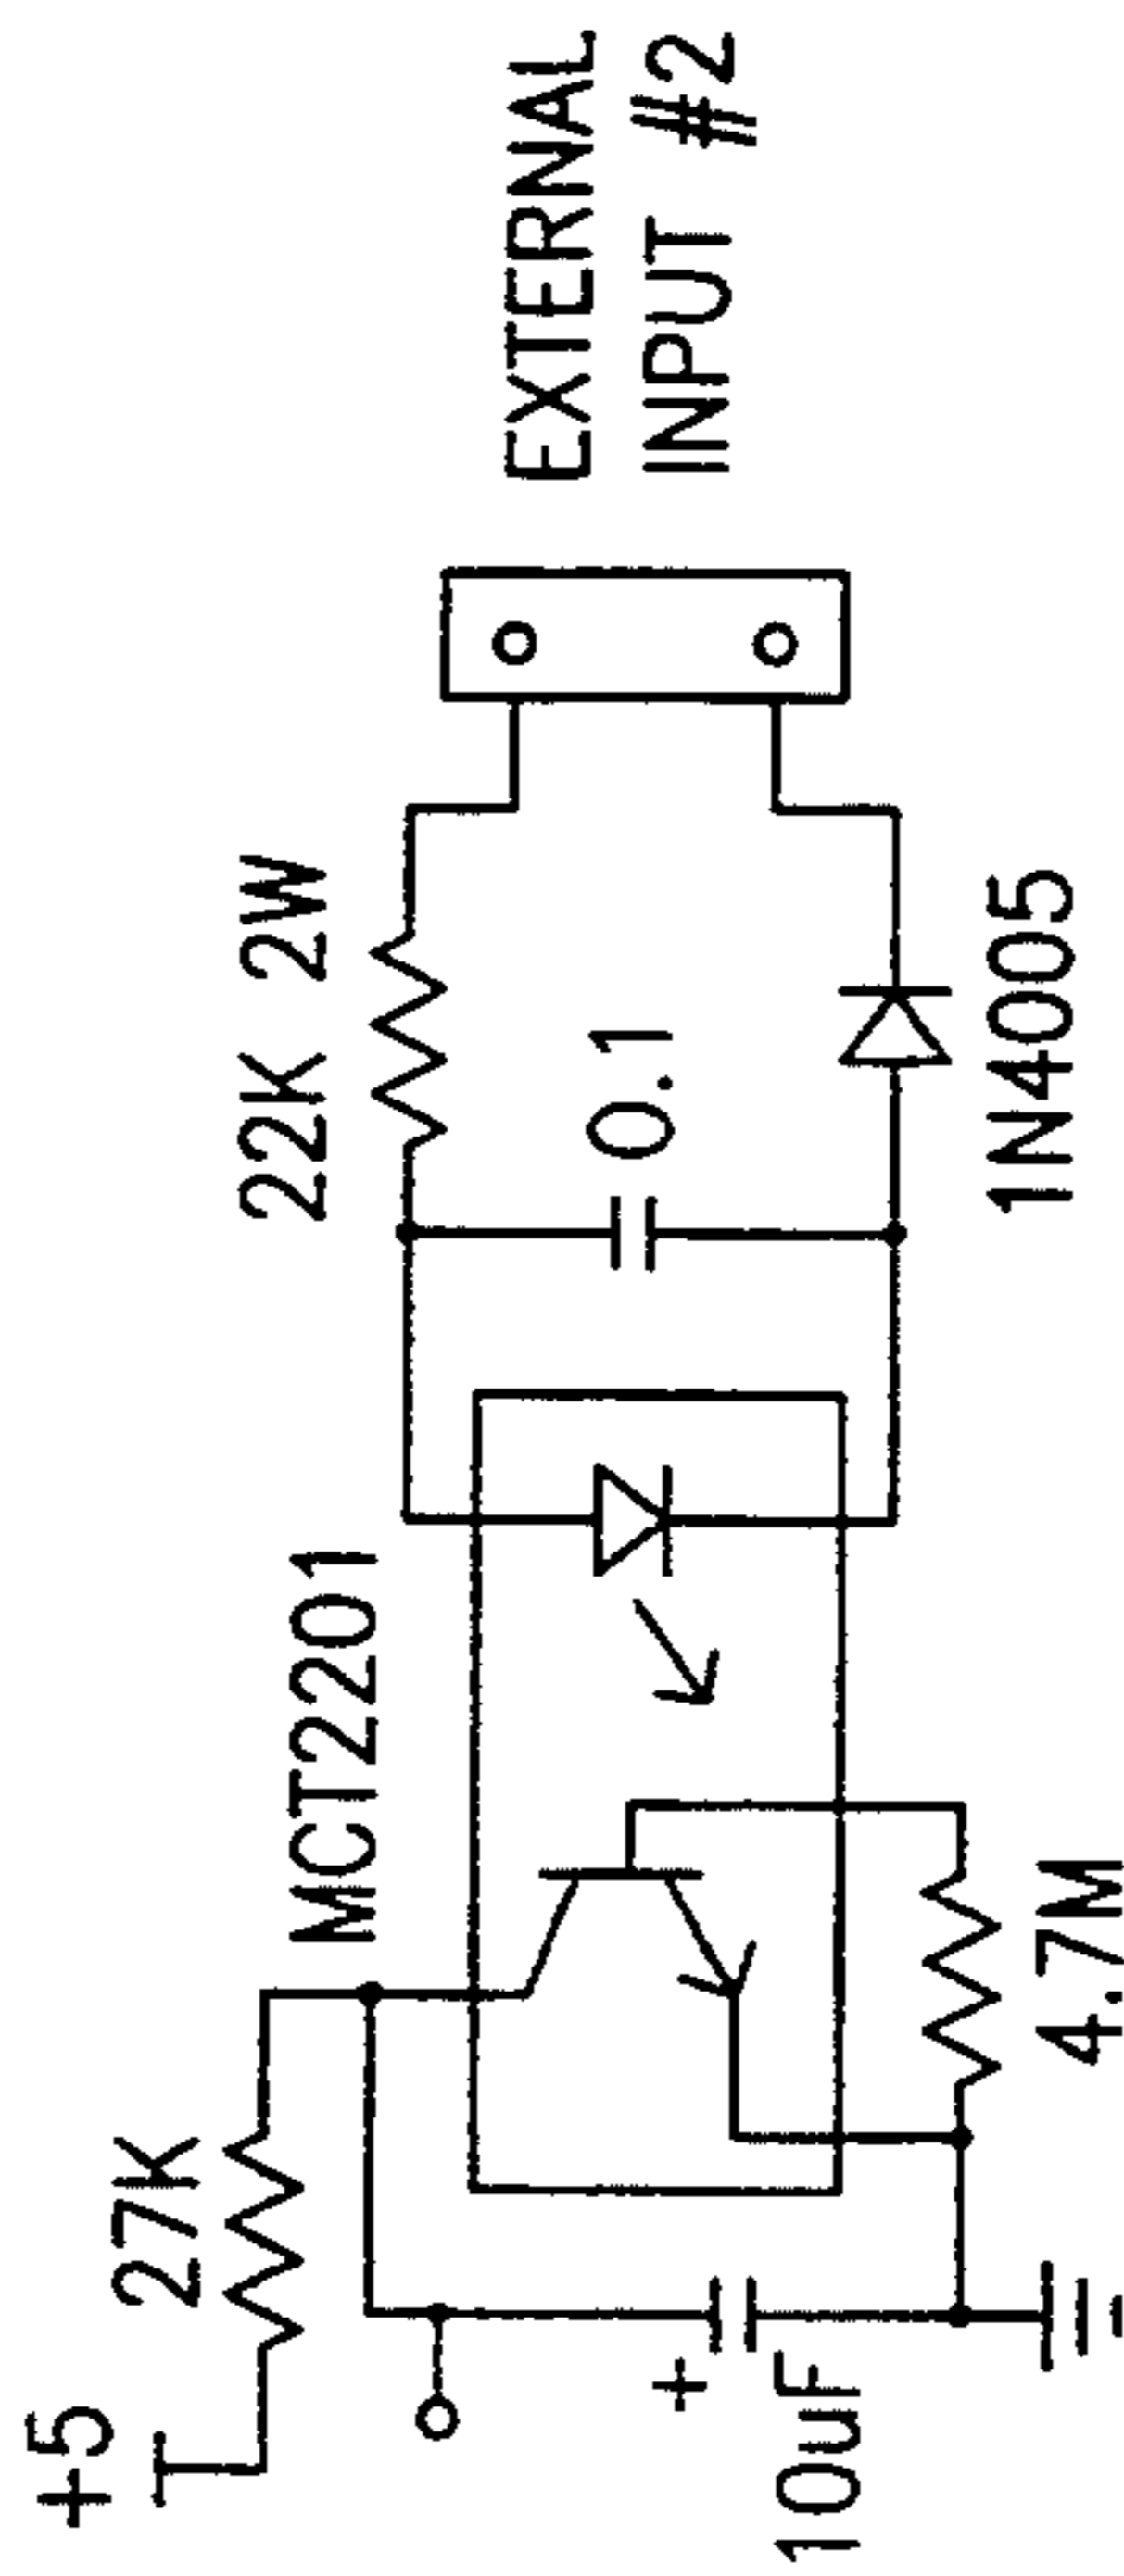 +5
27K
MCT2201
22K 2W
EXTERNAL
INPUT #2
0.1
+
10uF
4.7M
1N4005